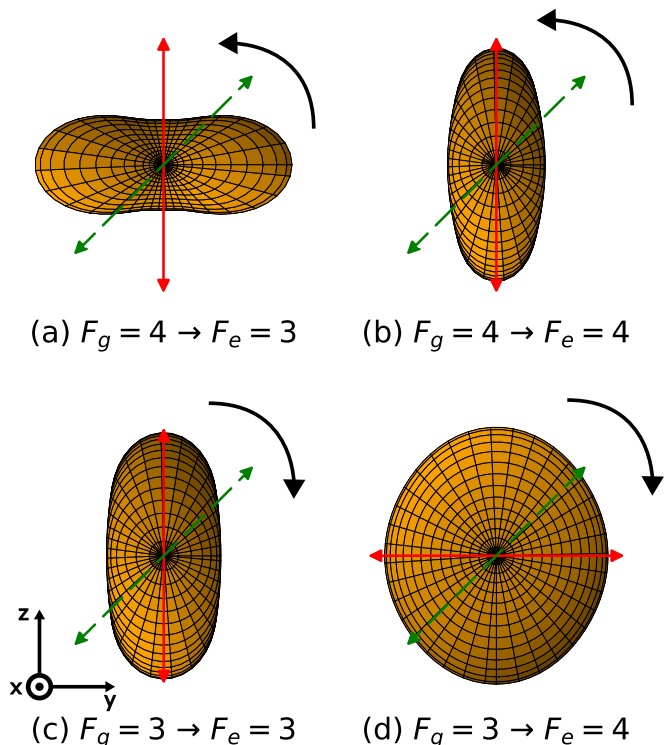 (a) F_g = 4 → F_e = 3
(b) F_g = 4 → F_e = 4
z
x
y
(c) F_g = 3 → F_e = 3
(d) F_g = 3 → F_e = 4